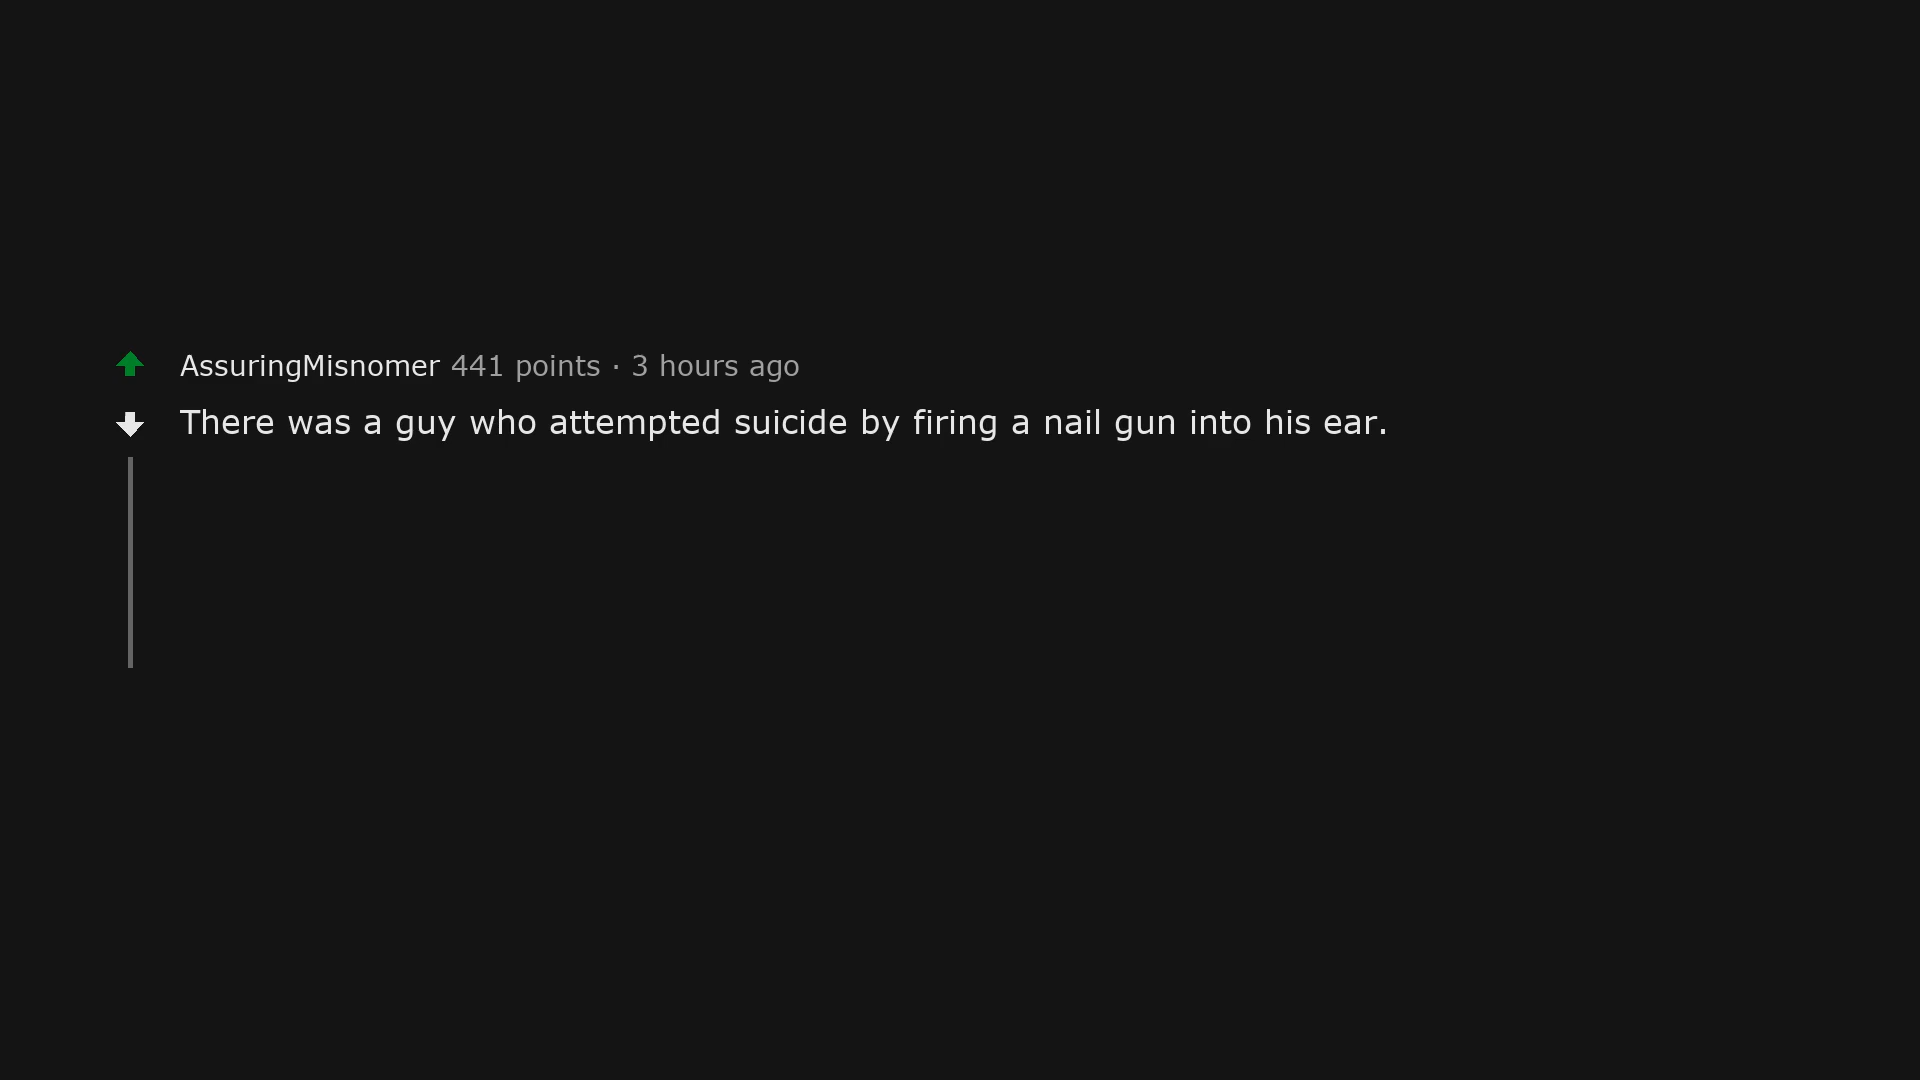 AssuringMisnomer 441 points · 3 hours ago
There was a guy who attempted suicide by firing a nail gun into his ear.